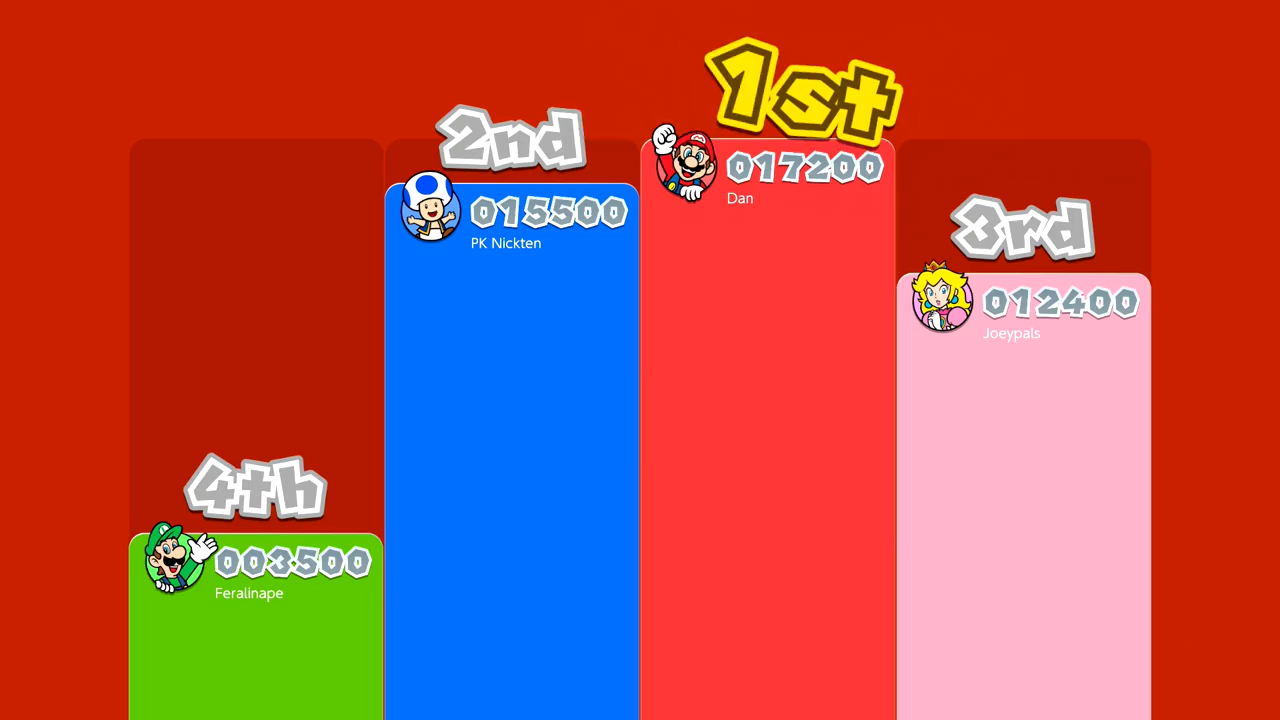 4th
003500
Feralinape
2nd
015500
PK Nickten
1st
017200
Dan
3rd
012400
Joeypals